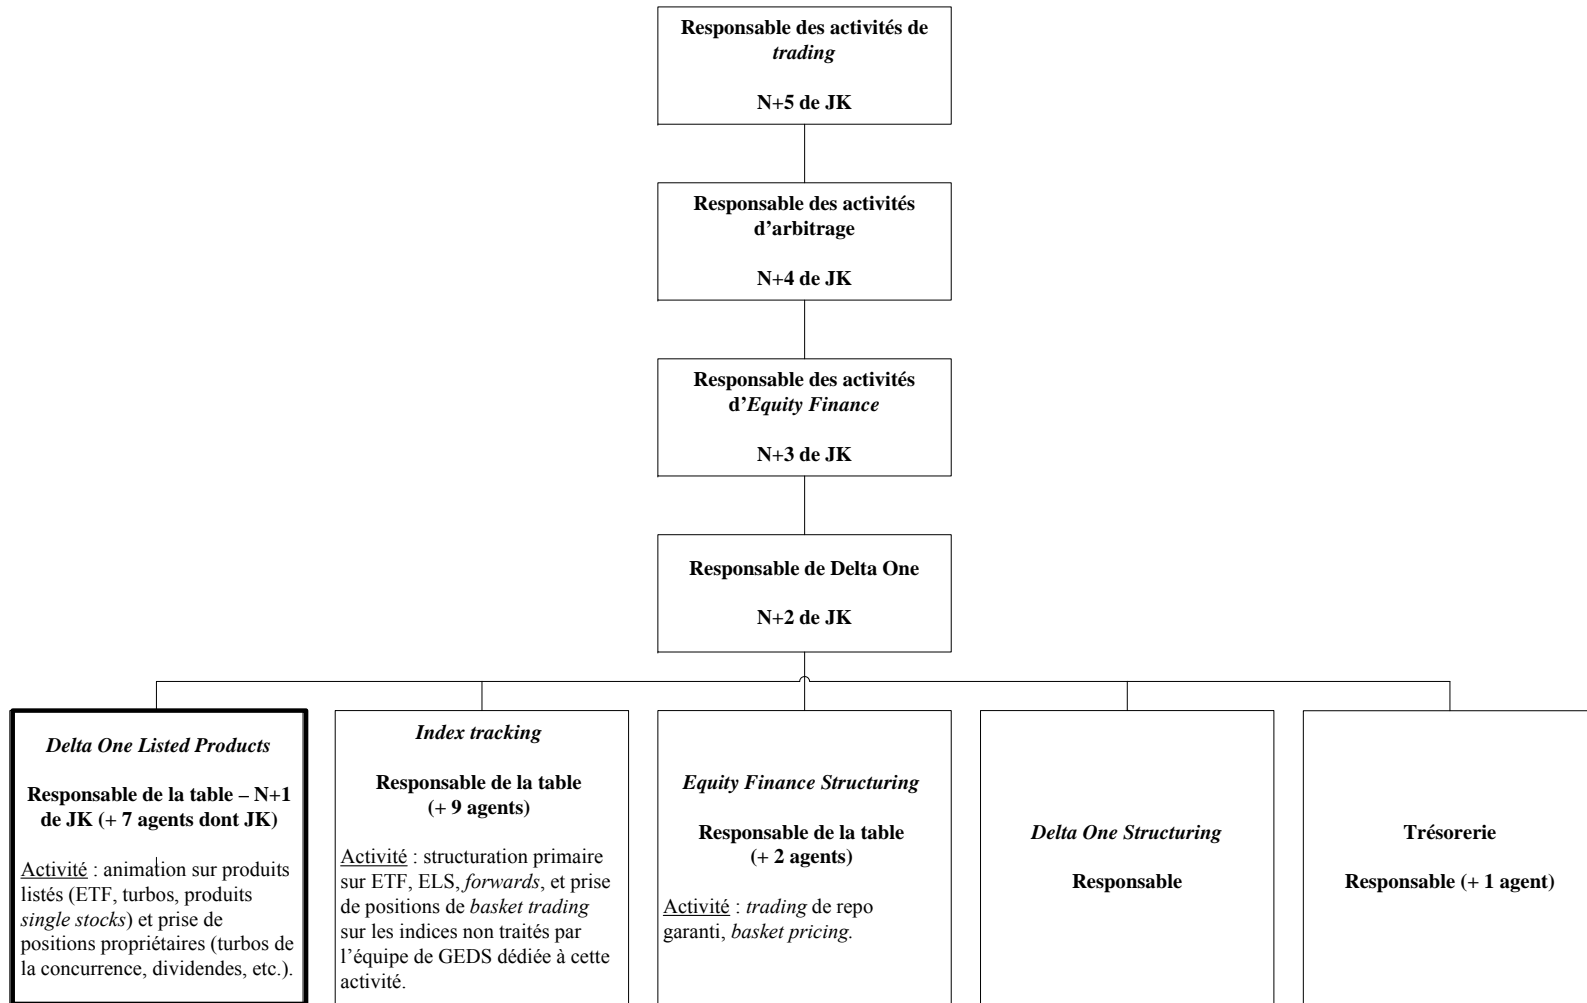 Responsable des activités de
trading
N+5 de JK
Responsable des activités
d’arbitrage
N+4 de JK
Responsable des activités
d’Equity Finance
N+3 de JK
Responsable de Delta One
N+2 de JK
Delta One Listed Products
Responsable de la table – N+1
de JK (+ 7 agents dont JK)
Activité : animation sur produits
listés (ETF, turbos, produits
single stocks) et prise de
positions propriétaires (turbos de
la concurrence, dividendes, etc.).
Index tracking
Responsable de la table
(+ 9 agents)
Activité : structuration primaire
sur ETF, ELS, forwards, et prise
de positions de basket trading
sur les indices non traités par
l’équipe de GEDS dédiée à cette
activité.
Equity Finance Structuring
Responsable de la table
(+ 2 agents)
Activité : trading de repo
garanti, basket pricing.
Delta One Structuring
Responsable
Trésorerie
Responsable (+ 1 agent)